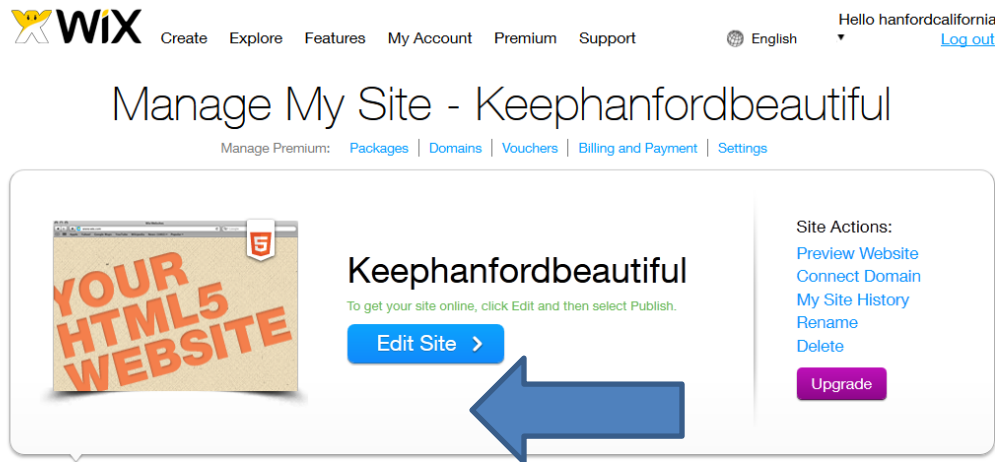 WiX Create Explore Features My Account Premium Support English Hello hanfordcalifornia
Log out
Manage My Site - Keephanfordbeautiful
Manage Premium: Packages | Domains | Vouchers | Billing and Payment | Settings
YOUR
HTML5
WEBSITE
5
Keephanfordbeautiful
To get your site online, click Edit and then select Publish.
Edit Site >
Site Actions:
Preview Website
Connect Domain
My Site History
Rename
Delete
Upgrade